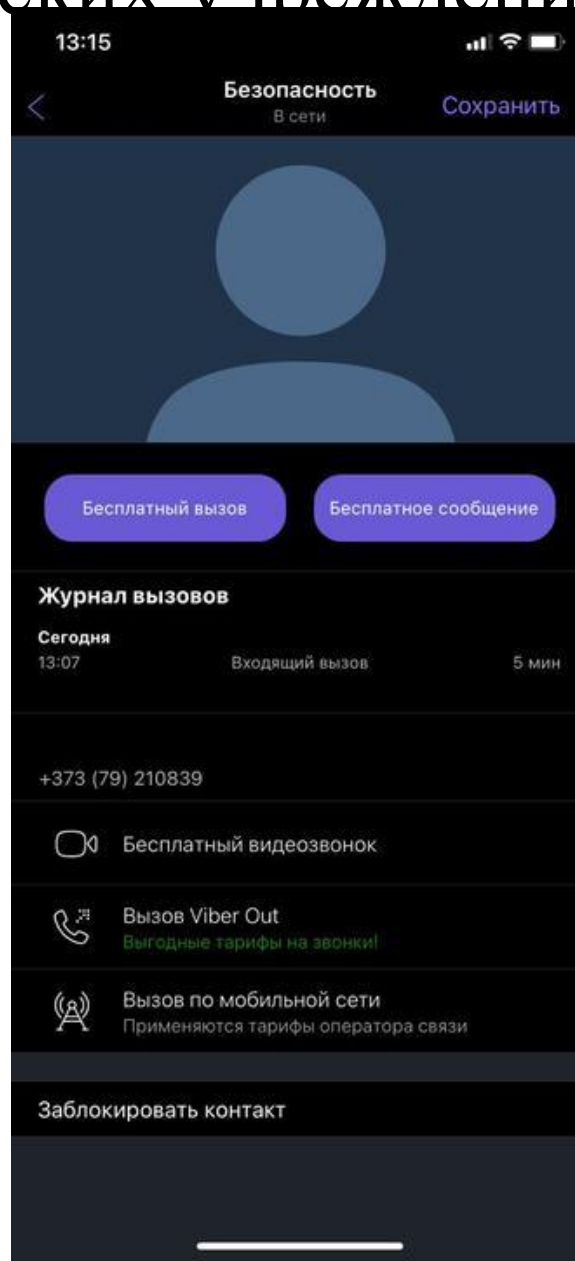 13:15
Безопасность
В сети
Сохранить
Бесплатный вызов
Бесплатное сообщение
Журнал вызовов
Сегодня
13:07 Входящий вызов 5 мин
+373 (79) 210839
Бесплатный видеозвонок
Вызов Viber Out
Выгодные тарифы на звонки!
Вызов по мобильной сети
Применяются тарифы оператора связи
Заблокировать контакт